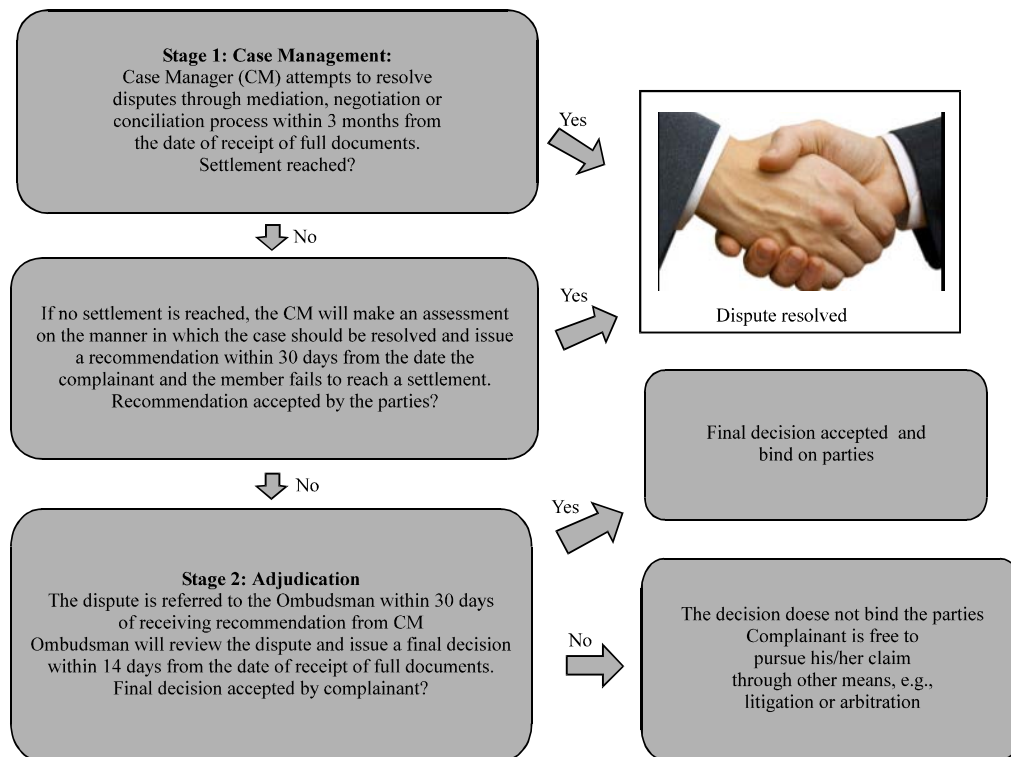 Stage 1: Case Management:
Case Manager (CM) attempts to resolve
disputes through mediation, negotiation or
conciliation process within 3 months from
the date of receipt of full documents.
Settlement reached?
Yes
Dispute resolved
No
If no settlement is reached, the CM will make an assessment
on the manner in which the case should be resolved and issue
a recommendation within 30 days from the date the
complainant and the member fails to reach a settlement.
Recommendation accepted by the parties?
Yes
No
Stage 2: Adjudication
The dispute is referred to the Ombudsman within 30 days
of receiving recommendation from CM
Ombudsman will review the dispute and issue a final decision
within 14 days from the date of receipt of full documents.
Final decision accepted by complainant?
Yes
Final decision accepted and
bind on parties
No
The decision doese not bind the parties
Complainant is free to
pursue his/her claim
through other means, e.g.,
litigation or arbitration